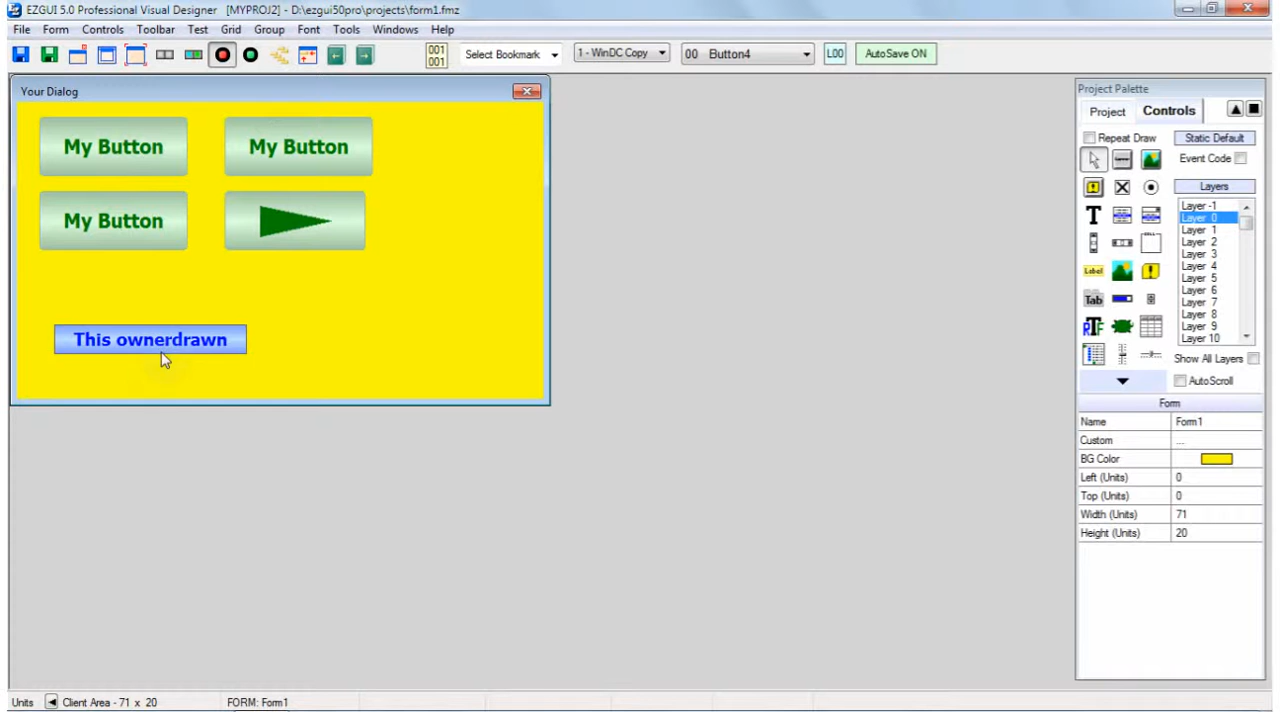 EZGUI 5.0 Professional Visual Designer [MYPROJ2] - D:\ezgui50pro\projects\form1.fmz
File Form Controls Toolbar Test Grid Group Font Tools Windows Help
001
001
Select Bookmark
1 - WinDC Copy
00 Button4
L00
AutoSave ON
Your Dialog
My Button
My Button
My Button
This ownerdrawn
Project Palette
Project Controls
Repeat Draw
Static Default
Event Code
Layers
Layer -1
Layer 0
Layer 1
Layer 2
Layer 3
Layer 4
Layer 5
Layer 6
Layer 7
Layer 8
Layer 9
Layer 10
T
Label
Tab
RTF
Show All Layers
AutoScroll
Form
Name Form1
Custom ...
BG Color
Left (Units) 0
Top (Units) 0
Width (Units) 71
Height (Units) 20
Units Client Area - 71 x 20 FORM: Form1